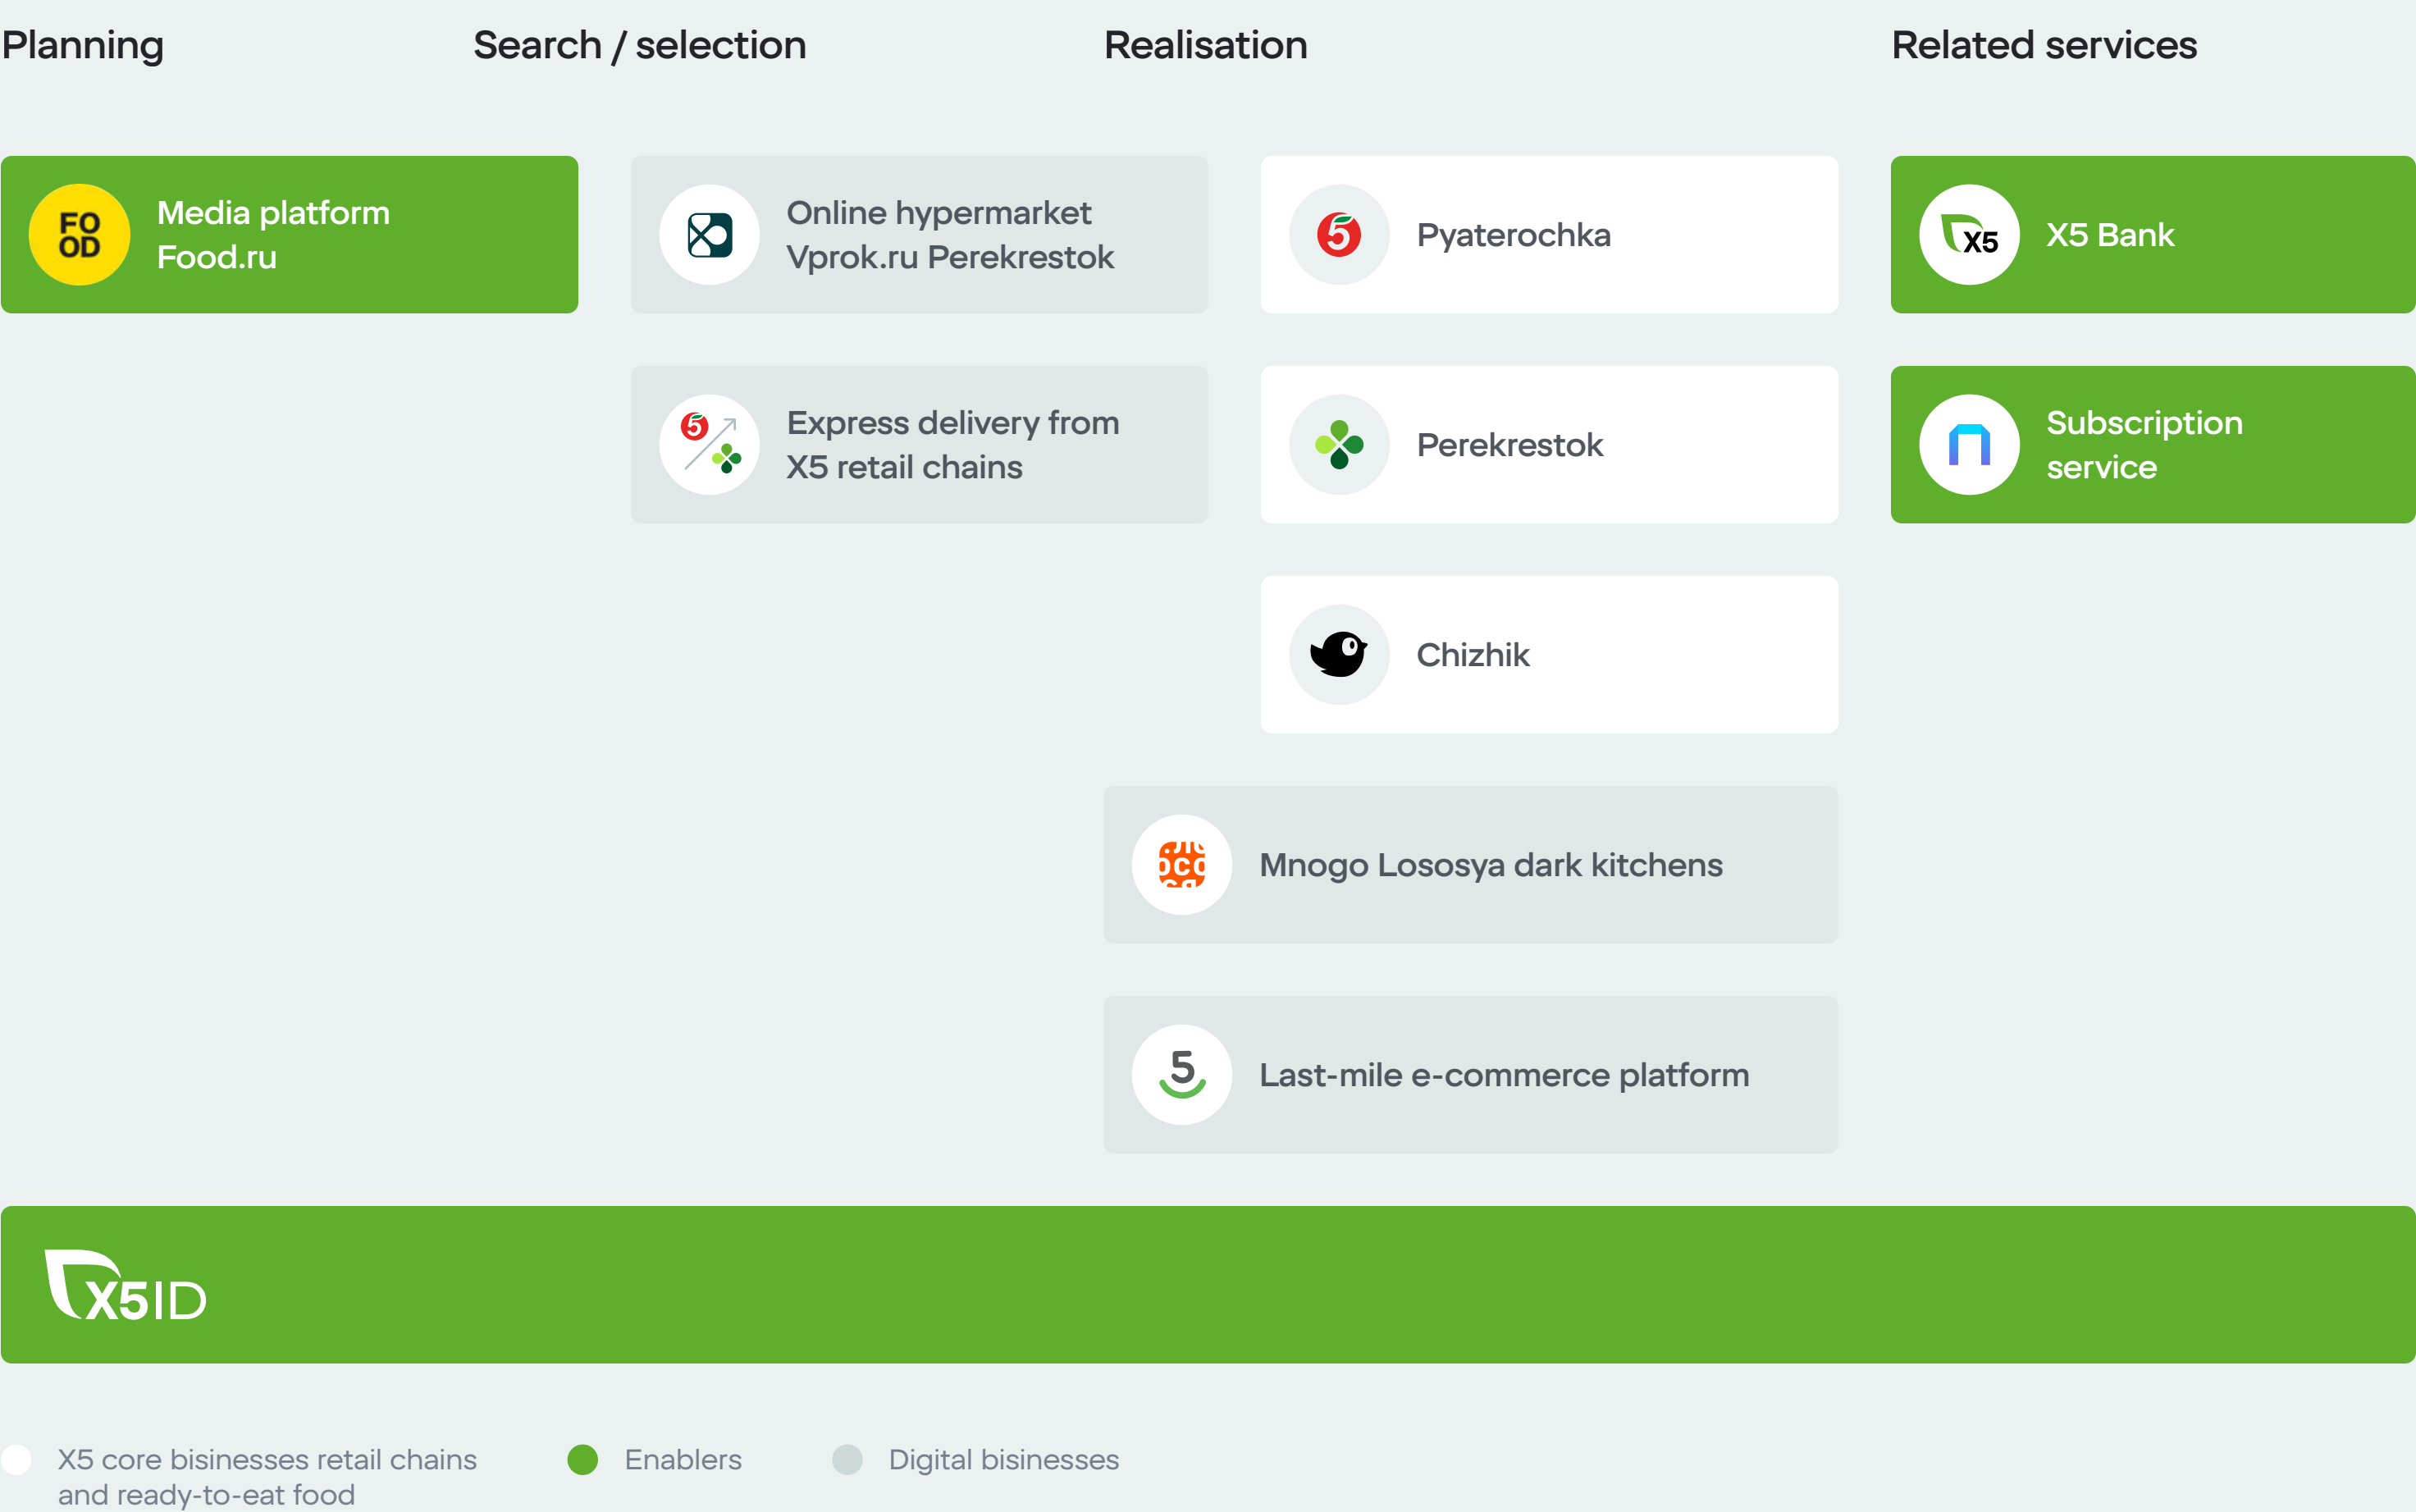 Planning
Search / selection
Realisation
Related services
FO
OD
Media platform
Food.ru
Online hypermarket
Vprok.ru Perekrestok
5
Pyaterochka
X5
X5 Bank
5
Express delivery from
X5 retail chains
Perekrestok
Subscription
service
Chizhik
Mnogo Lososya dark kitchens
5
Last-mile e-commerce platform
X5 ID
X5 core bisinesses retail chains
and ready-to-eat food
Enablers
Digital bisinesses